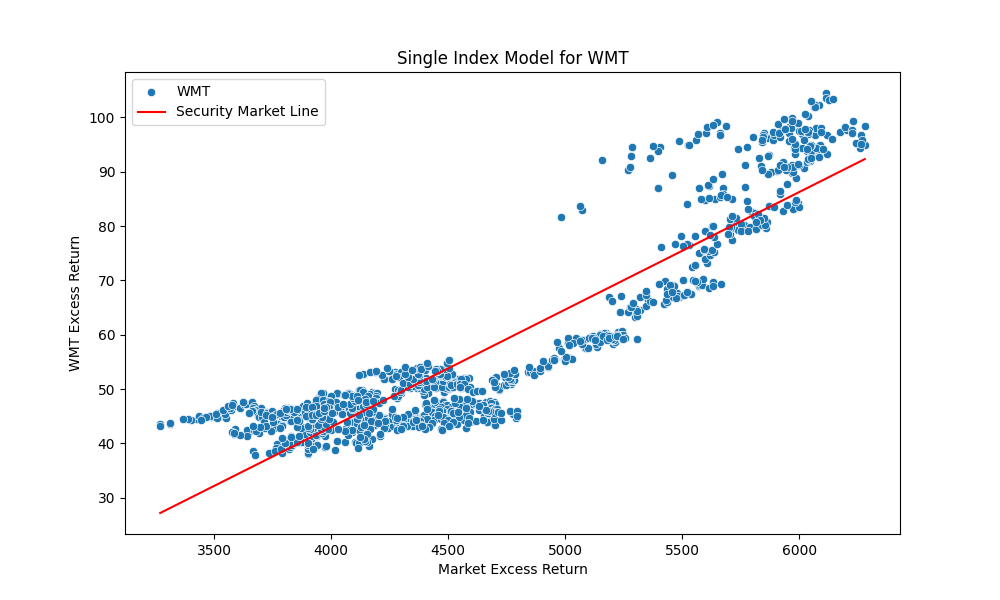 Single Index Model for WMT
WMT
Security Market Line
WMT Excess Return
100
90
80
70
60
50
40
30
3500
4000
4500
5000
5500
6000
Market Excess Return